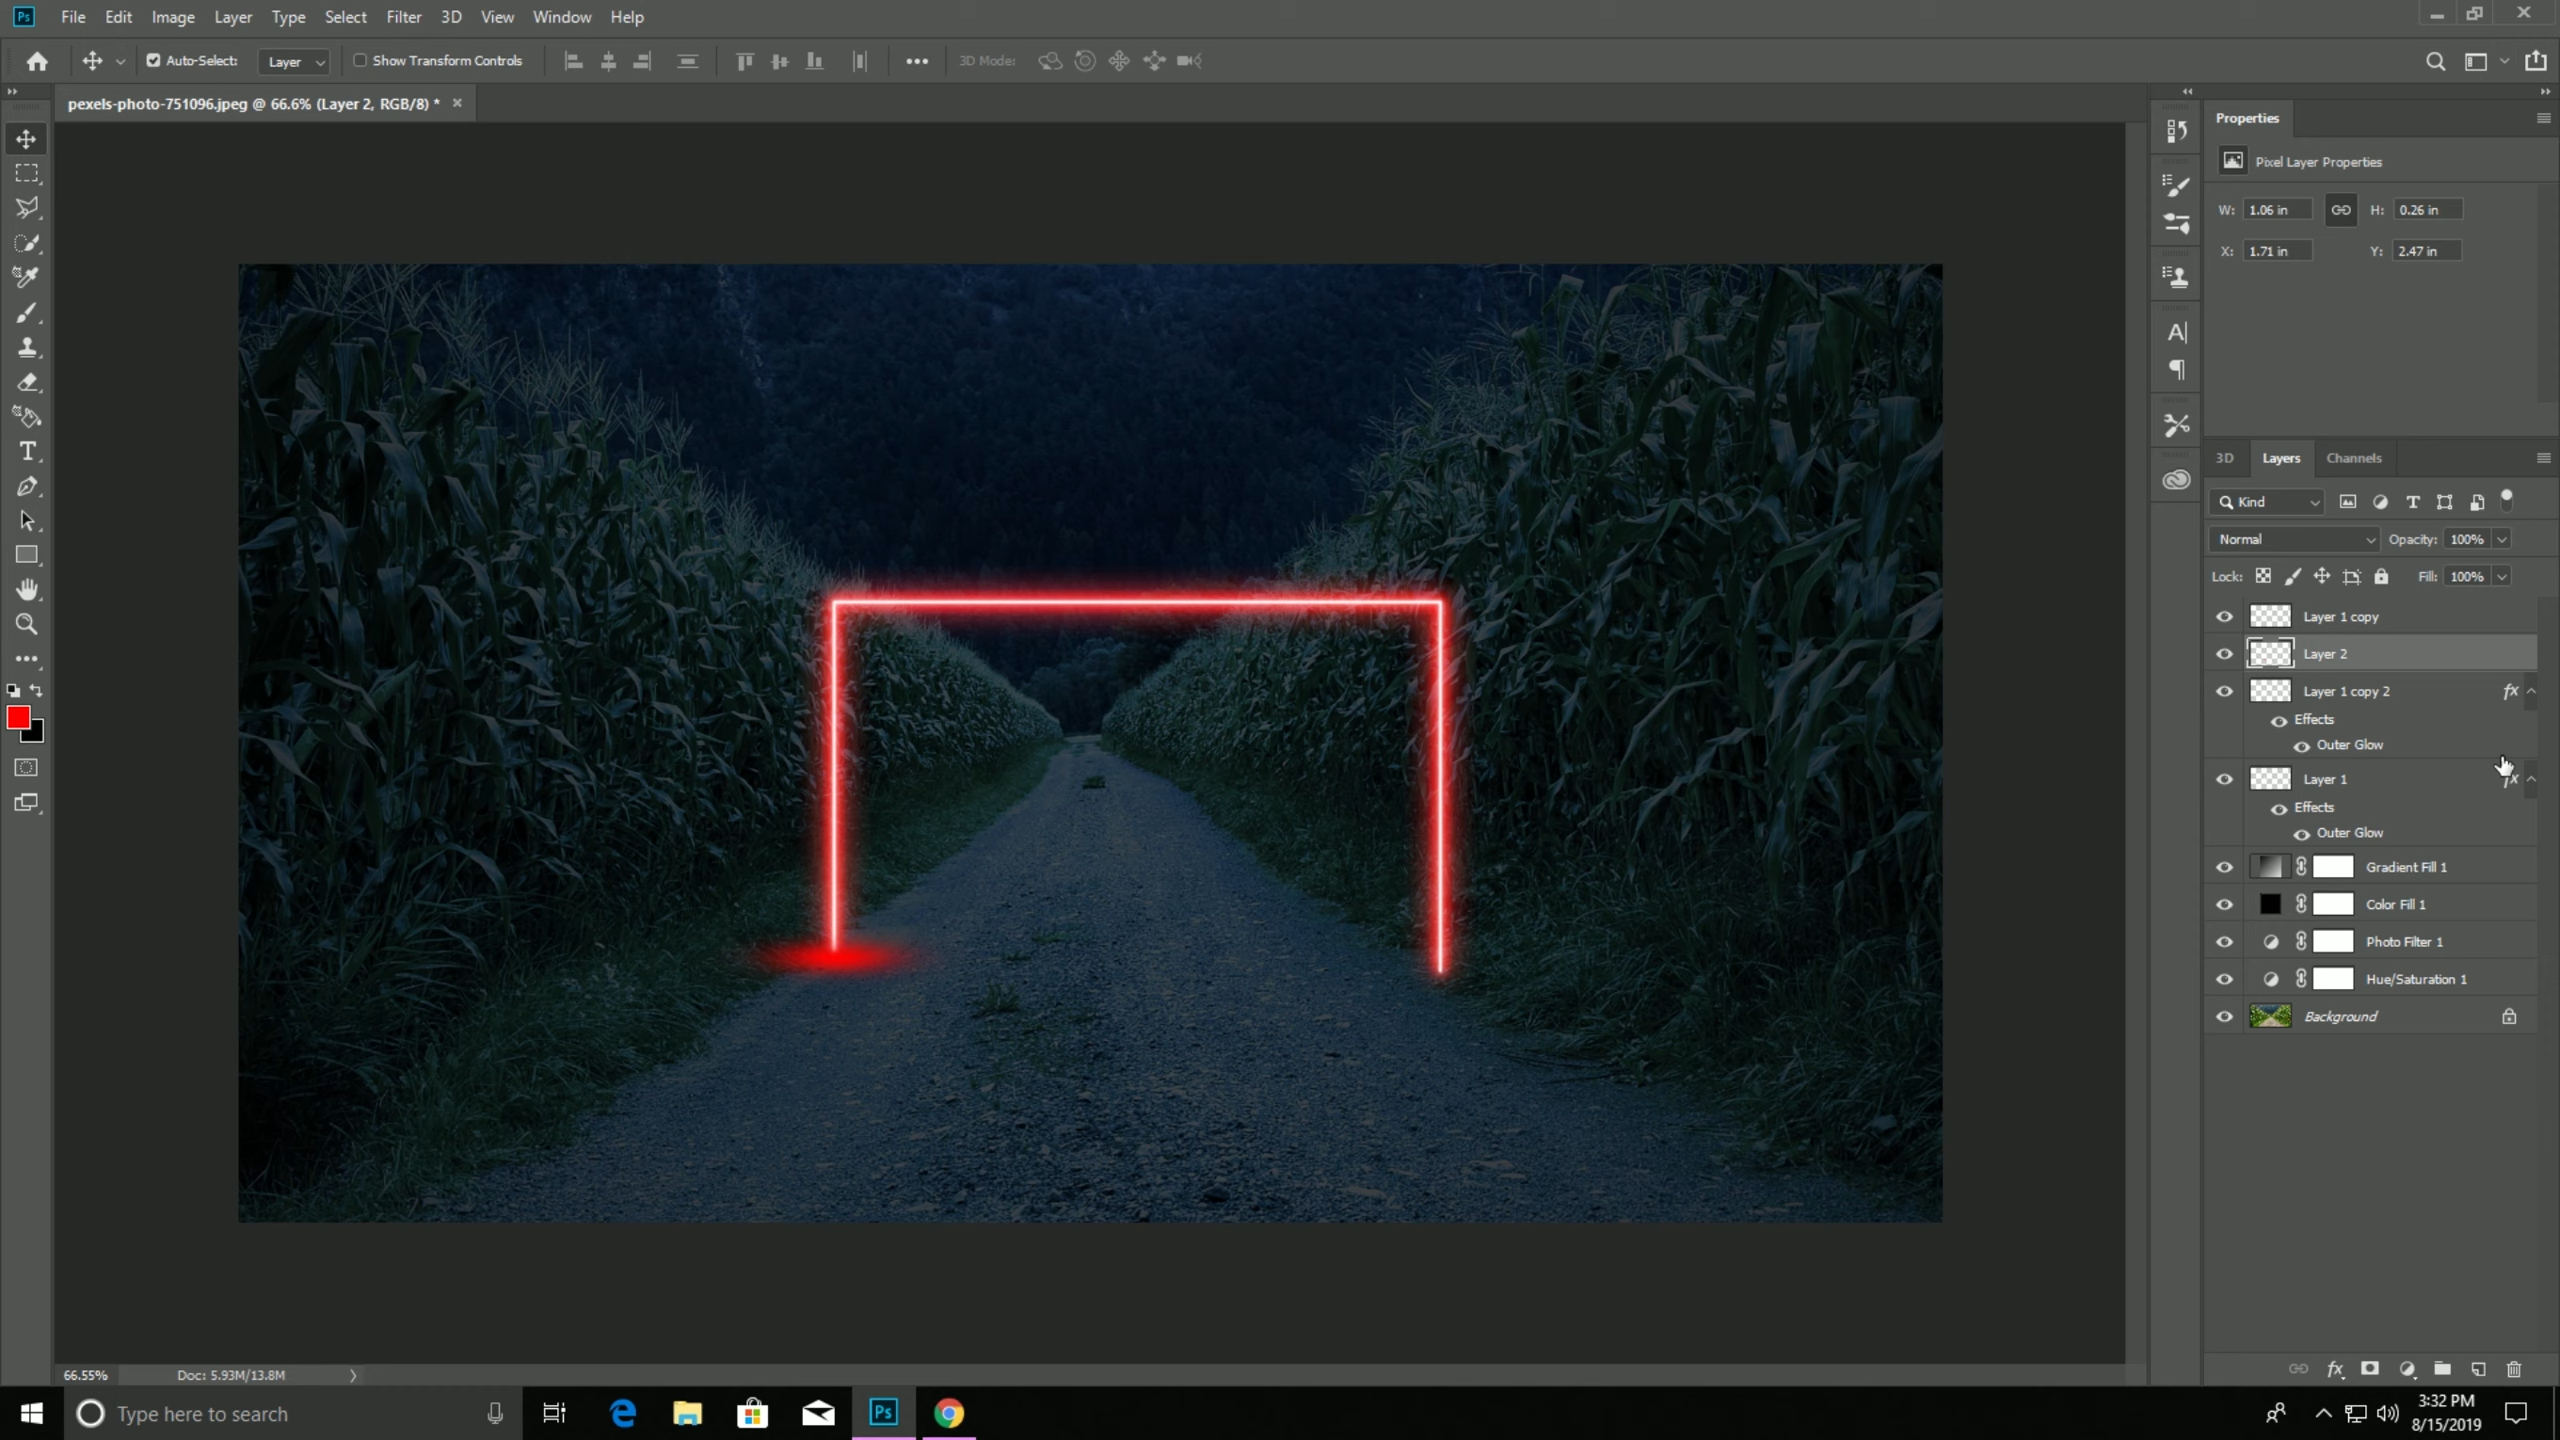 Ps File Edit Image Layer Type Select Filter 3D View Window Help
Auto-Select: Layer Show Transform Controls 3D Mode:
pexels-photo-751096.jpeg @ 66.6% (Layer 2, RGB/8) *
Properties
Pixel Layer Properties
W: 1.06 in H: 0.26 in
X: 1.71 in Y: 2.47 in
3D Layers Channels
Kind
Normal Opacity: 100%
Lock: Fill: 100%
Layer 1 copy
Layer 2
Layer 1 copy 2 fx
Effects
Outer Glow
Layer 1 fx
Effects
Outer Glow
Gradient Fill 1
Color Fill 1
Photo Filter 1
Hue/Saturation 1
Background
66.55% Doc: 5.93M/13.8M
fx
Type here to search
Ps
3:32 PM
8/15/2019